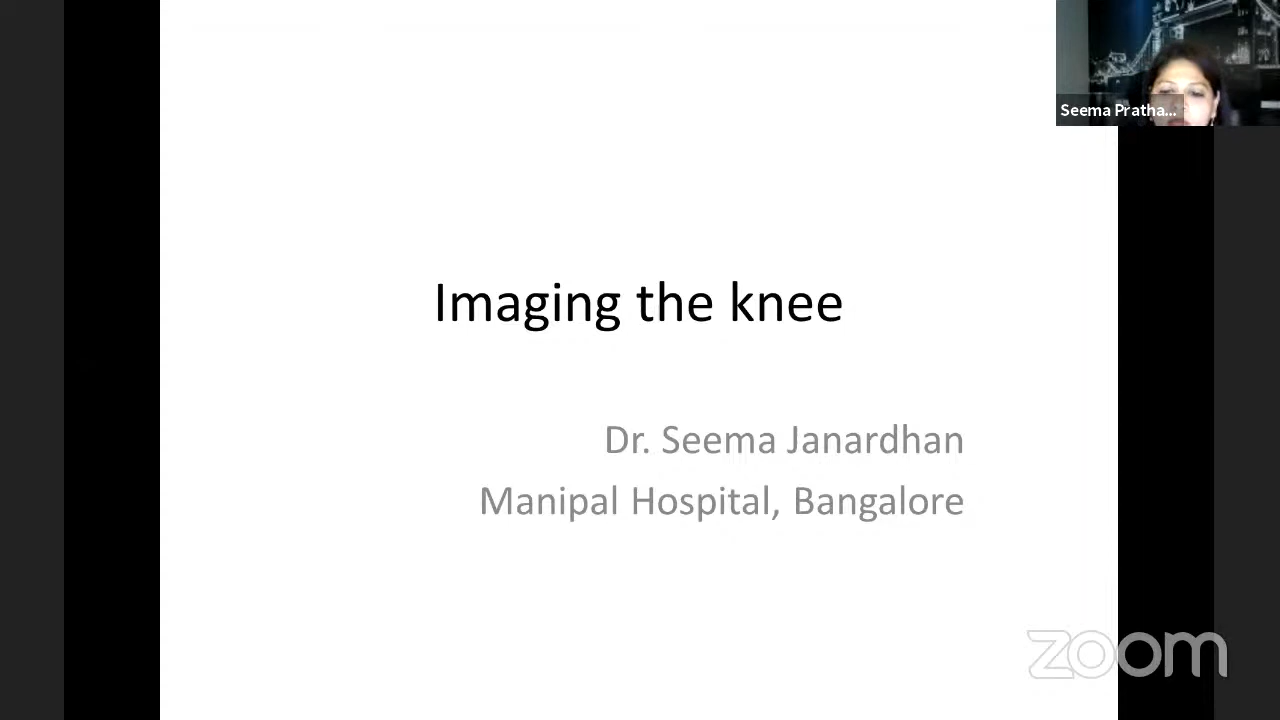 Seema Pratha...
Imaging the knee
Dr. Seema Janardhan
Manipal Hospital, Bangalore
zoom